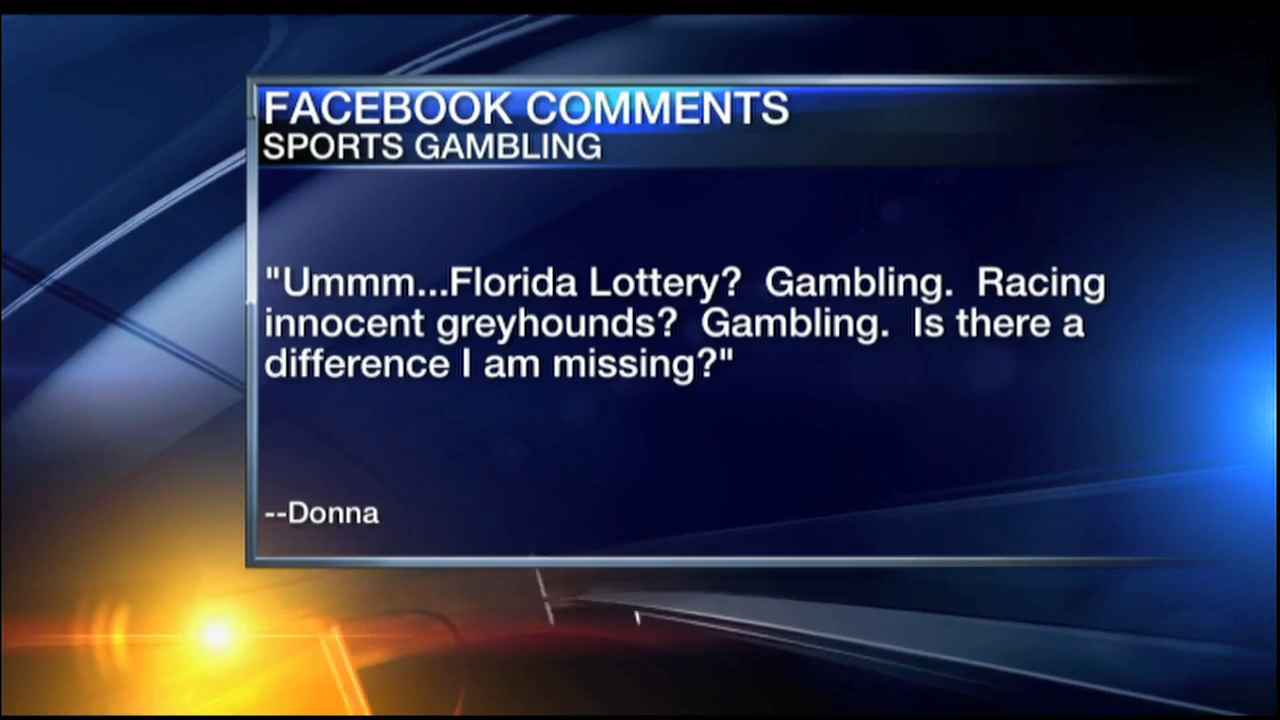 FACEBOOK COMMENTS
SPORTS GAMBLING
"Ummm...Florida Lottery?  Gambling.  Racing
innocent greyhounds?  Gambling.  Is there a
difference I am missing?"
--Donna